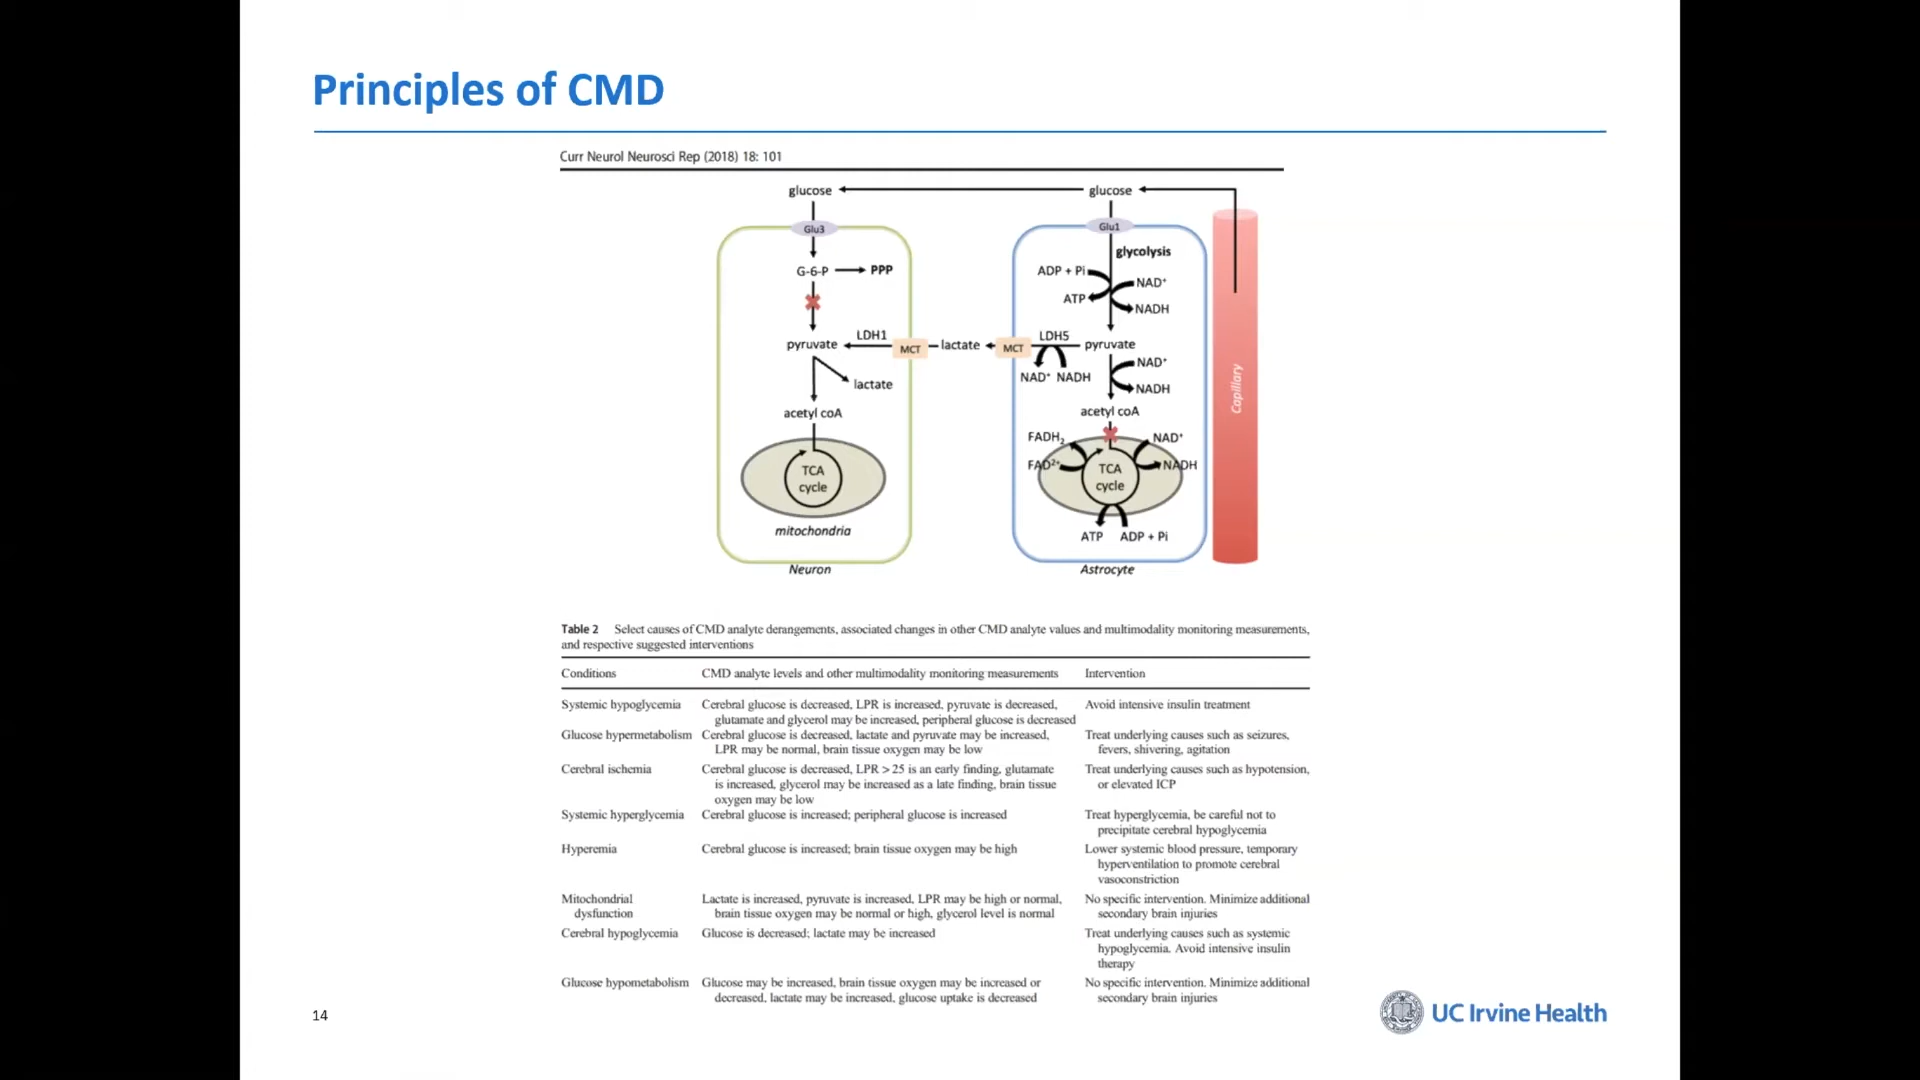 Principles of CMD
Curr Neurol Neurosci Rep (2018) 18: 101
glucose
glucose
Glu3
Glu1
glycolysis
G-6-P
PPP
ADP + Pi
NAD⁺
ATP
NADH
LDH1
LDH5
pyruvate
MCT
lactate
MCT
pyruvate
NAD⁺
NAD⁺ NADH
lactate
NADH
acetyl coA
acetyl coA
FADH₂
NAD⁺
FAD²⁺
NADH
TCA
cycle
TCA
cycle
mitochondria
ATP
ADP + Pi
Neuron
Astrocyte
Capillary
Table 2 Select causes of CMD analyte derangements, associated changes in other CMD analyte values and multimodality monitoring measurements,
and respective suggested interventions
Conditions CMD analyte levels and other multimodality monitoring measurements Intervention
Systemic hypoglycemia Cerebral glucose is decreased, LPR is increased, pyruvate is decreased, Avoid intensive insulin treatment
glutamate and glycerol may be increased, peripheral glucose is decreased
Glucose hypermetabolism Cerebral glucose is decreased, lactate and pyruvate may be increased, Treat underlying causes such as seizures,
LPR may be normal, brain tissue oxygen may be low fevers, shivering, agitation
Cerebral ischemia Cerebral glucose is decreased, LPR > 25 is an early finding, glutamate Treat underlying causes such as hypotension,
is increased, glycerol may be increased as a late finding, brain tissue or elevated ICP
oxygen may be low
Systemic hyperglycemia Cerebral glucose is increased; peripheral glucose is increased Treat hyperglycemia, be careful not to
precipitate cerebral hypoglycemia
Hyperemia Cerebral glucose is increased; brain tissue oxygen may be high Lower systemic blood pressure, temporary
hyperventilation to promote cerebral
vasoconstriction
Mitochondrial Lactate is increased, pyruvate is increased, LPR may be high or normal, No specific intervention. Minimize additional
dysfunction brain tissue oxygen may be normal or high, glycerol level is normal secondary brain injuries
Cerebral hypoglycemia Glucose is decreased; lactate may be increased Treat underlying causes such as systemic
hypoglycemia. Avoid intensive insulin
therapy
Glucose hypometabolism Glucose may be increased, brain tissue oxygen may be increased or No specific intervention. Minimize additional
decreased, lactate may be increased, glucose uptake is decreased secondary brain injuries
14
UC Irvine Health